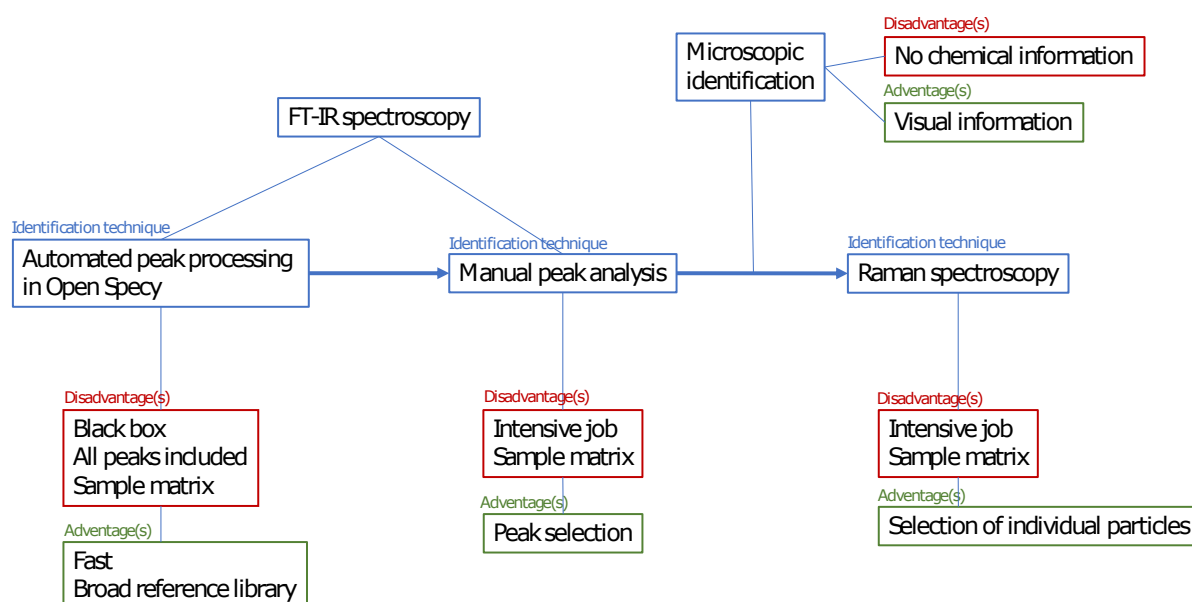 Disadvantage(s)
No chemical information
Microscopic
identification
Adventage(s)
Visual information
FT-IR spectroscopy
Identification technique
Automated peak processing
in Open Specy
Identification technique
Manual peak analysis
Identification technique
Raman spectroscopy
Disadvantage(s)
Black box
All peaks included
Sample matrix
Adventage(s)
Fast
Broad reference library
Disadvantage(s)
Intensive job
Sample matrix
Adventage(s)
Peak selection
Disadvantage(s)
Intensive job
Sample matrix
Adventage(s)
Selection of individual particles